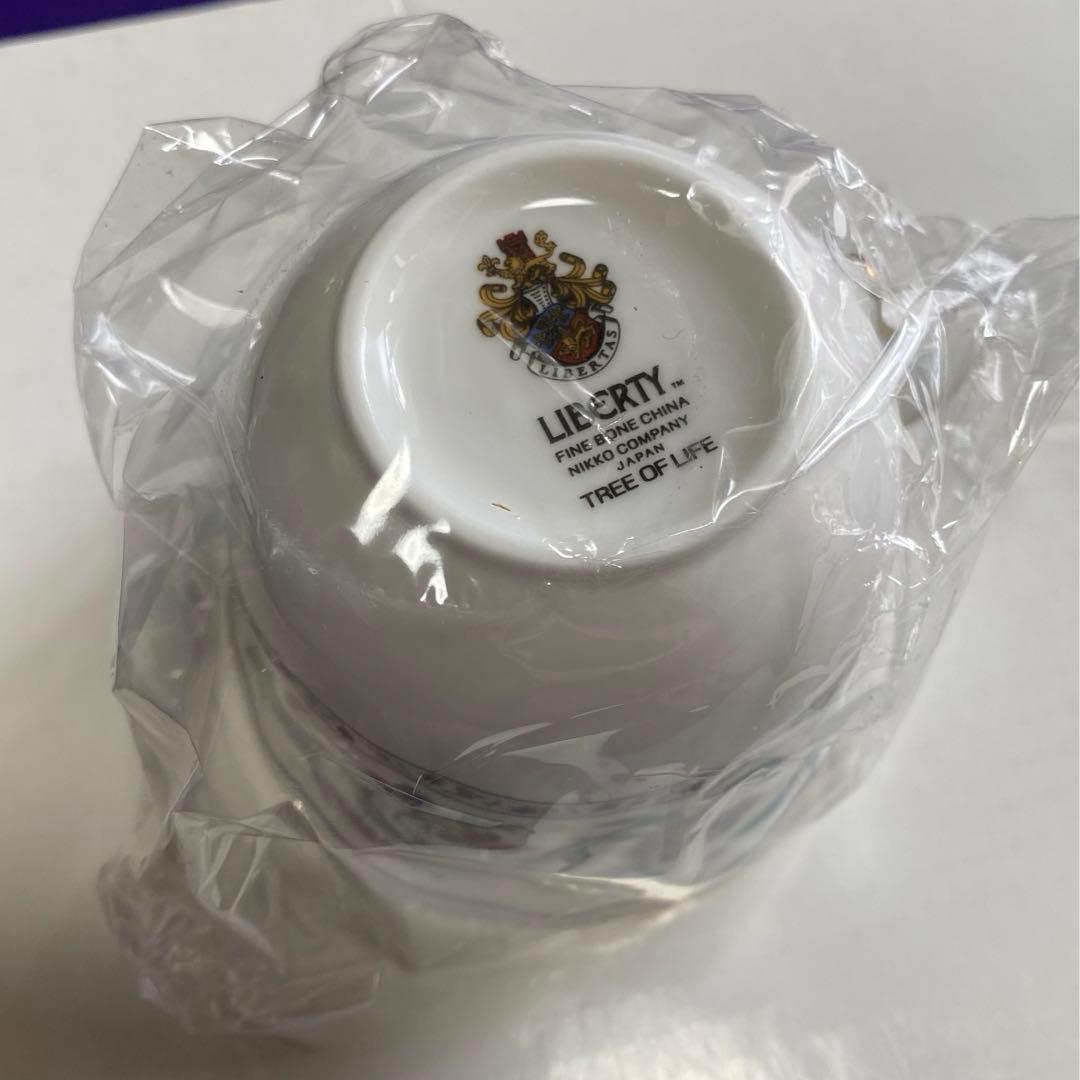 LIBERTAS
LIBERTY™
FINE BONE CHINA
NIKKO COMPANY
JAPAN
TREE OF LIFE